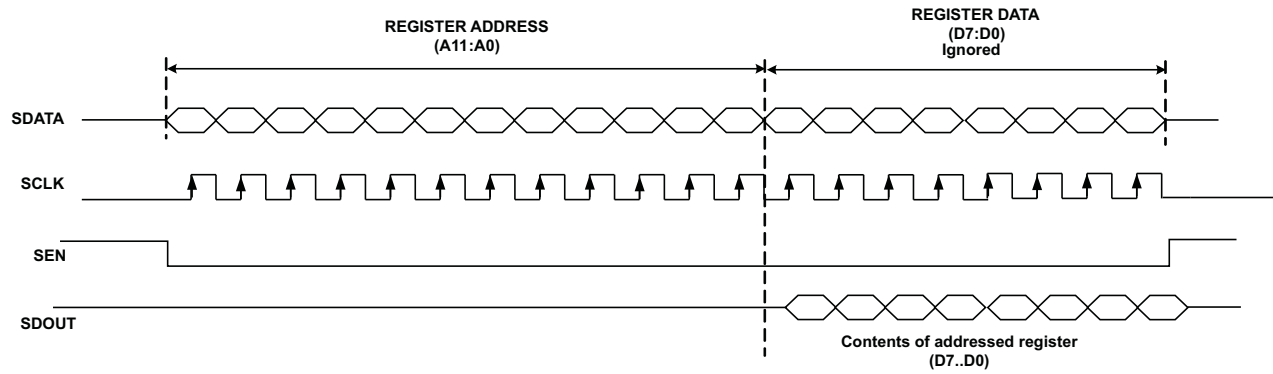 REGISTER ADDRESS
(A11:A0)
REGISTER DATA
(D7:D0)
Ignored
SDATA
SCLK
SEN
SDOUT
Contents of addressed register
(D7..D0)